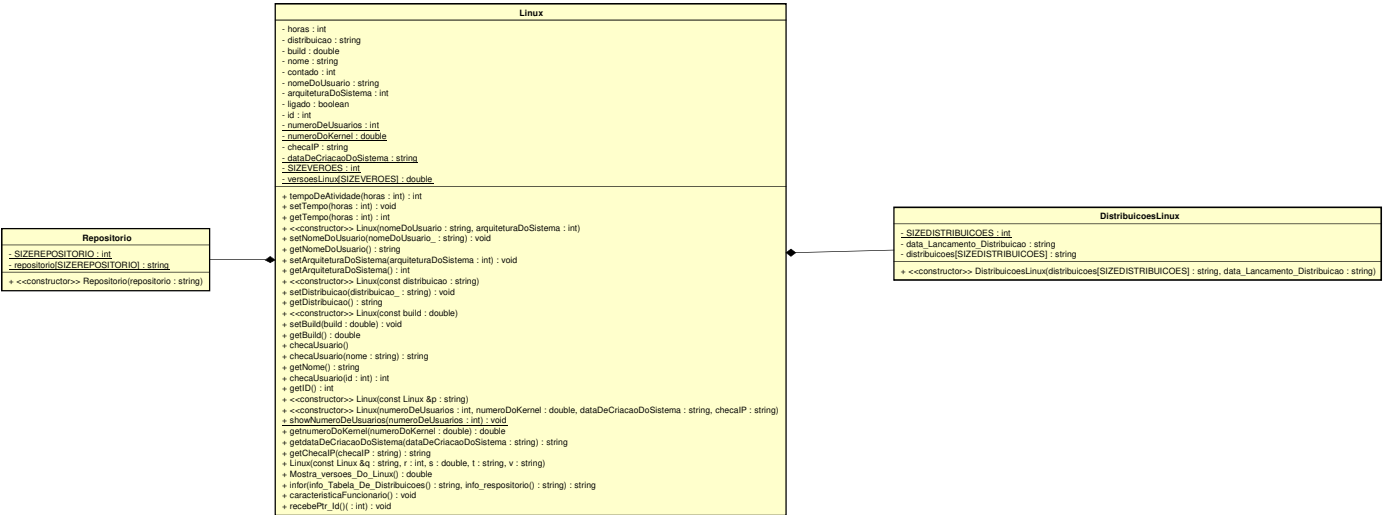 Linux
- horas : int
- distribuicao : string
- build : double
- nome : string
- contado : int
- nomeDoUsuario : string
- arquiteturaDoSistema : int
- ligado : boolean
- id : int
- numeroDeUsuarios : int
- numeroDoKernel : double
- checaIP : string
- dataDeCriacaoDoSistema : string
- SIZEVEROES : int
- versoesLinux[SIZEVEROES] : double
+ tempoDeAtividade(horas : int) : int
+ setTempo(horas : int) : void
+ getTempo(horas : int) : int
+ <<constructor>> Linux(nomeDoUsuario : string, arquiteturaDoSistema : int)
+ setNomeDoUsuario(nomeDoUsuario_ : string) : void
+ getNomeDoUsuario() : string
+ setArquiteturaDoSistema(arquiteturaDoSistema : int) : void
+ getArquiteturaDoSistema() : int
+ <<constructor>> Linux(const distribuicao : string)
+ setDistribuicao(distribuicao_ : string) : void
+ getDistribuicao() : string
+ <<constructor>> Linux(const build : double)
+ setBuild(build : double) : void
+ getBuild() : double
+ checaUsuario()
+ checaUsuario(nome : string) : string
+ getNome() : string
+ checaUsuario(id : int) : int
+ getID() : int
+ <<constructor>> Linux(const Linux &p : string)
+ <<constructor>> Linux(numeroDeUsuarios : int, numeroDoKernel : double, dataDeCriacaoDoSistema : string, checaIP : string)
+ showNumeroDeUsuarios(numeroDeUsuarios : int) : void
+ getnumeroDoKernel(numeroDoKernel : double) : double
+ getdataDeCriacaoDoSistema(dataDeCriacaoDoSistema : string) : string
+ getChecaIP(checaIP : string) : string
+ Linux(const Linux &q : string, r : int, s : double, t : string, v : string)
+ Mostra_versoes_Do_Linux() : double
+ infor(info_Tabela_De_Distribuicoes() : string, info_respositorio() : string) : string
+ caracteristicaFuncionario() : void
+ recebePtr_Id()( : int) : void
Repositorio
- SIZEREPOSITORIO : int
- repositorio[SIZEREPOSITORIO] : string
+ <<constructor>> Repositorio(repositorio : string)
DistribuicoesLinux
- SIZEDISTRIBUICOES : int
- data_Lancamento_Distribuicao : string
- distribuicoes[SIZEDISTRIBUICOES] : string
+ <<constructor>> DistribuicoesLinux(distribuicoes[SIZEDISTRIBUICOES] : string, data_Lancamento_Distribuicao : string)